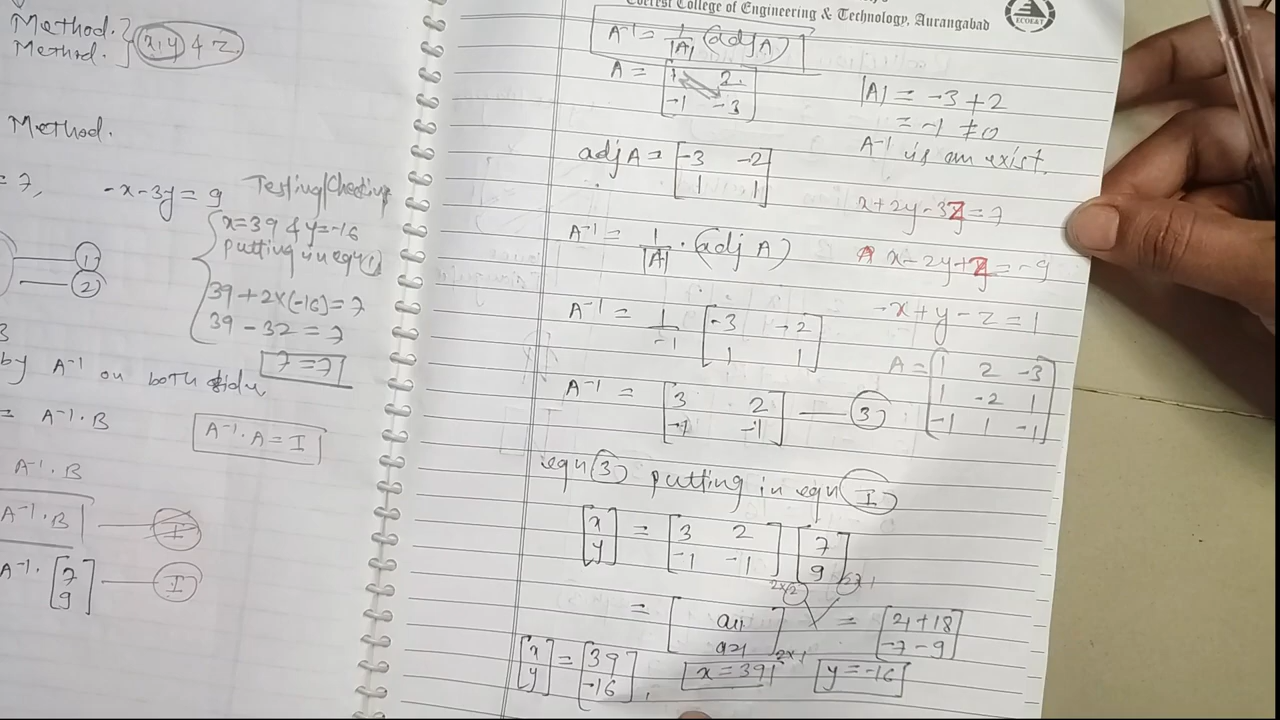 Method.
Method. } x, y & z
Method.
= 7, -x-3y = 9 Testing/Checking
x=39 & y=-16
putting in eqn ①
①
②
39+2x(-16)=7
39-32=7
7=7
3
by A⁻¹ on both side
= A⁻¹.B
A⁻¹.A = I
A⁻¹.B
A⁻¹.B — I
A⁻¹.[7
9] — I
College of Engineering & Technology, Aurangabad
ECOE&T
A⁻¹ = 1/|A| (adj A)
A = [1 2
-1 -3]
|A| = -3+2
= -1 ≠0
A⁻¹ is an exist.
adj A = [-3 -2
1 1]
x+2y-3z=7
A⁻¹ = 1/|A| . (adj A)
x-2y+z=-9
A⁻¹ = 1/-1 [-3 -2
1 1]
-x+y-z=1
A = [1 2 -3
1 -2 1
-1 1 -1]
A⁻¹ = [3 2
-1 -1] — ③
eqn ③ putting in eqn I
[x
y] = [3 2
-1 -1] [7
9]
2x2 2x1
= [a11
a21] 2x1 = [21+18
-7-9]
[x
y] = [39
-16], x=39 y=-16